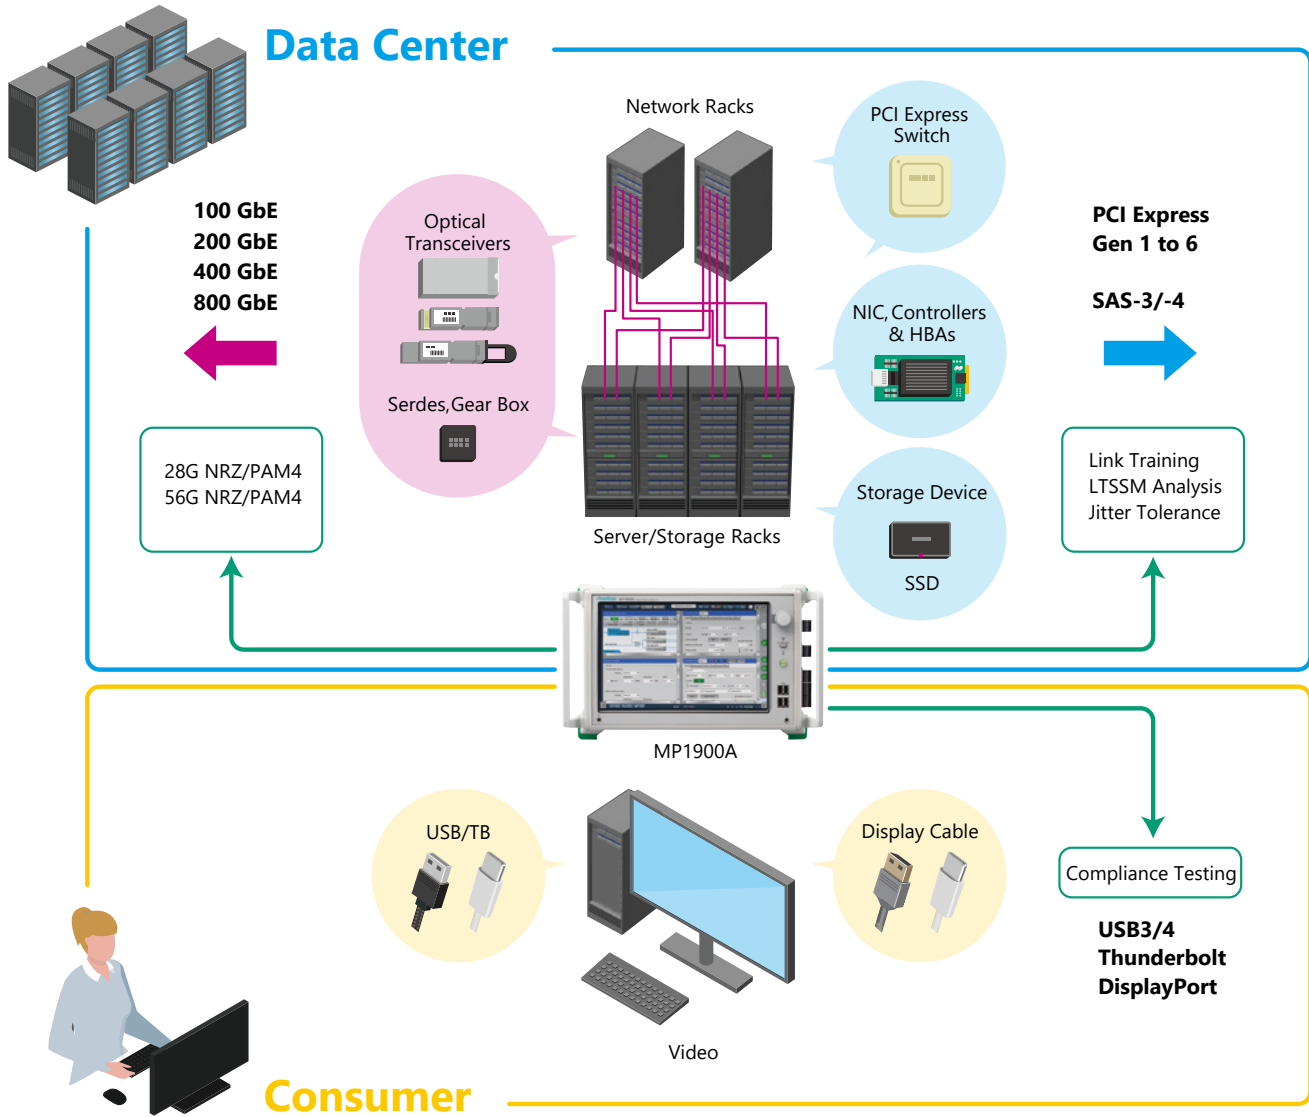 Data Center
Network Racks
PCI Express
Switch
100 GbE
200 GbE
400 GbE
800 GbE
Optical
Transceivers
PCI Express
Gen 1 to 6
SAS-3/-4
NIC, Controllers
& HBAs
Serdes,Gear Box
28G NRZ/PAM4
56G NRZ/PAM4
Link Training
LTSSM Analysis
Jitter Tolerance
Storage Device
SSD
Server/Storage Racks
MP1900A
USB/TB
Display Cable
Compliance Testing
USB3/4
Thunderbolt
DisplayPort
Video
Consumer